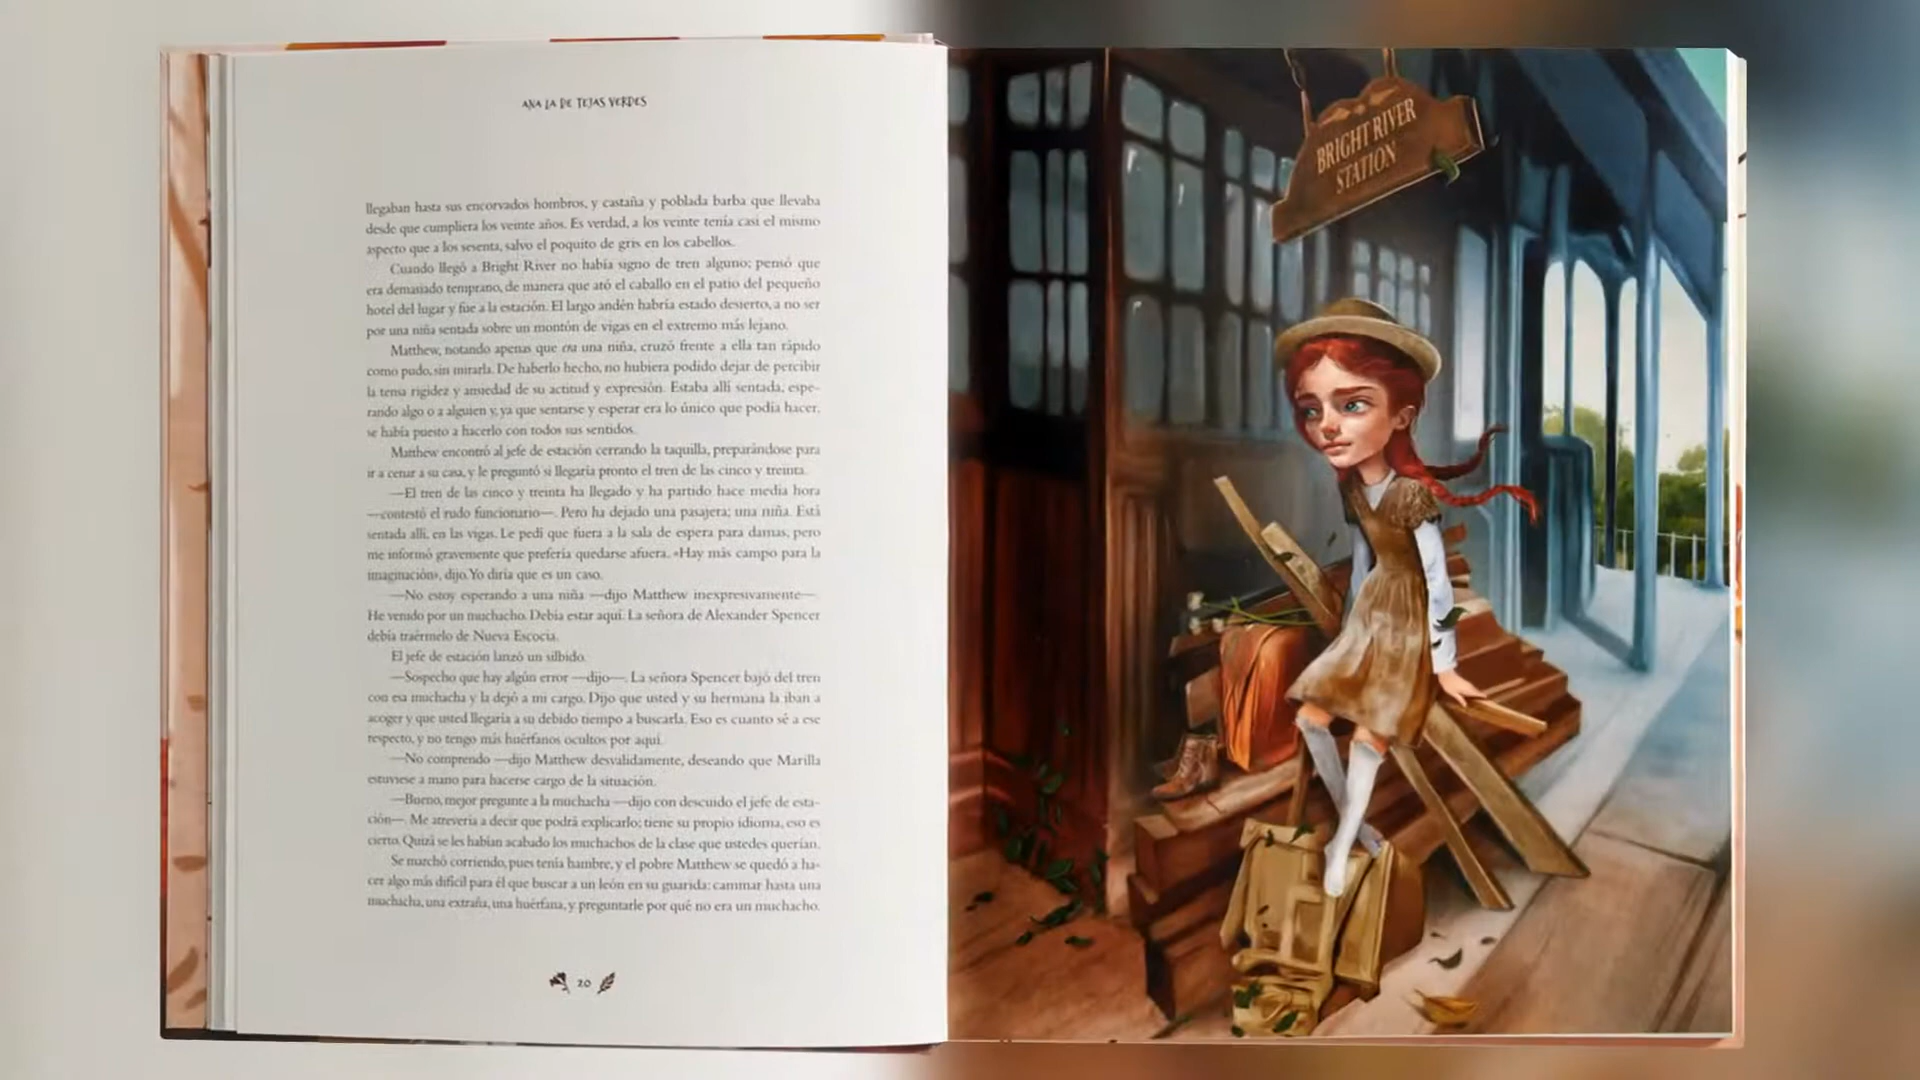 ANA LA DE TEJAS VERDES
llegaban hasta sus encorvados hombros, y castaña y poblada barba que llevaba
desde que cumpliera los veinte años. Es verdad, a los veinte tenía casi el mismo
aspecto que a los sesenta, salvo el poquito de gris en los cabellos.
Cuando llegó a Bright River no había signo de tren alguno; pensó que
era demasiado temprano, de manera que ató el caballo en el patio del pequeño
hotel del lugar y fue a la estación. El largo andén habría estado desierto, a no ser
por una niña sentada sobre un montón de vigas en el extremo más lejano.
Matthew, notando apenas que era una niña, cruzó frente a ella tan rápido
como pudo, sin mirarla. De haberlo hecho, no hubiera podido dejar de percibir
la tensa rigidez y ansiedad de su actitud y expresión. Estaba allí sentada, espe-
rando algo o a alguien y, ya que sentarse y esperar era lo único que podía hacer,
se había puesto a hacerlo con todos sus sentidos.
Matthew encontró al jefe de estación cerrando la taquilla, preparándose para
ir a cenar a su casa, y le preguntó si llegaría pronto el tren de las cinco y treinta.
—El tren de las cinco y treinta ha llegado y ha partido hace media hora
—contestó el rudo funcionario—. Pero ha dejado una pasajera; una niña. Está
sentada allí, en las vigas. Le pedí que fuera a la sala de espera para damas, pero
me informó gravemente que prefería quedarse afuera. «Hay más campo para la
imaginación», dijo. Yo diría que es un caso.
—No estoy esperando a una niña —dijo Matthew inexpresivamente—.
He venido por un muchacho. Debía estar aquí. La señora de Alexander Spencer
debía traérmelo de Nueva Escocia.
El jefe de estación lanzó un silbido.
—Sospecho que hay algún error —dijo—. La señora Spencer bajó del tren
con esa muchacha y la dejó a mi cargo. Dijo que usted y su hermana la iban a
acoger y que usted llegaría a su debido tiempo a buscarla. Eso es cuanto sé a ese
respecto, y no tengo más huérfanos ocultos por aquí.
—No comprendo —dijo Matthew desvalidamente, deseando que Marilla
estuviese a mano para hacerse cargo de la situación.
—Bueno, mejor pregunte a la muchacha —dijo con descuido el jefe de esta-
ción—. Me atrevería a decir que podrá explicarlo; tiene su propio idioma, eso es
cierto. Quizá se les habían acabado los muchachos de la clase que ustedes querían.
Se marchó corriendo, pues tenía hambre, y el pobre Matthew se quedó a ha-
cer algo más difícil para él que buscar a un león en su guarida: caminar hasta una
muchacha, una extraña, una huérfana, y preguntarle por qué no era un muchacho.
20
BRIGHT RIVER
STATION